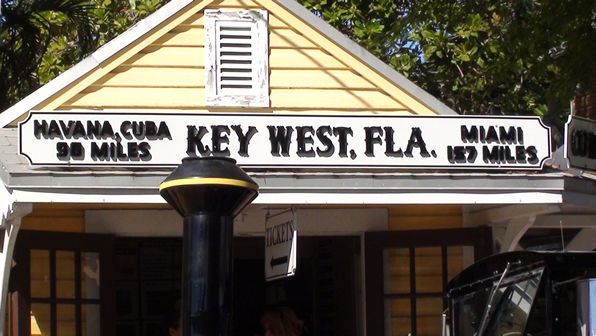 HAVANA, CUBA
90 MILES
KEY WEST, FLA.
MIAMI
157 MILES
TICKETS